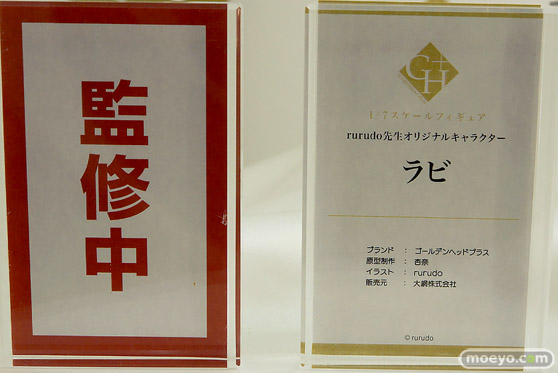 監修中
GH
1/7スケールフィギュア
rurudo先生オリジナルキャラクター
ラビ
ブランド : ゴールデンヘッドプラス
原型制作 : 杏奈
イラスト : rurudo
販売元 : 大網株式会社
© rurudo
moeyo.com